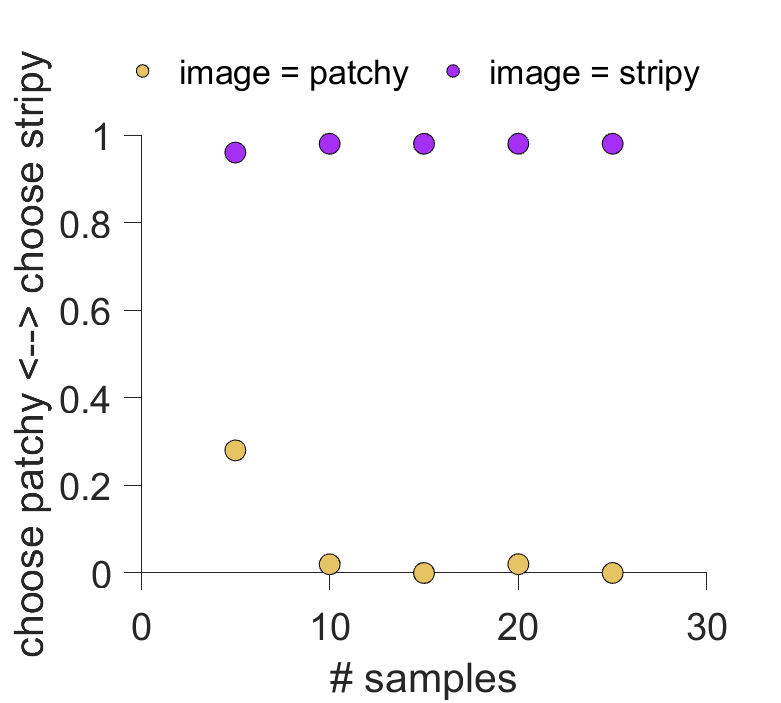 image = patchy
image = stripy
choose patchy <---> choose stripy
1
0.8
0.6
0.4
0.2
0
0
10
20
30
# samples